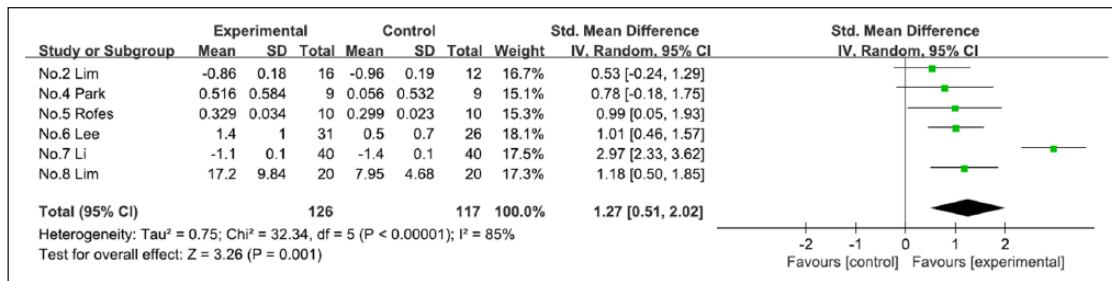 Experimental Control Std. Mean Difference Std. Mean Difference
Study or Subgroup Mean SD Total Mean SD Total Weight IV, Random, 95% CI IV, Random, 95% CI
No.2 Lim -0.86 0.18 16 -0.96 0.19 12 16.7% 0.53 [-0.24, 1.29]
No.4 Park 0.516 0.584 9 0.056 0.532 9 15.1% 0.78 [-0.18, 1.75]
No.5 Rofes 0.329 0.034 10 0.299 0.023 10 15.3% 0.99 [0.05, 1.93]
No.6 Lee 1.4 1 31 0.5 0.7 26 18.1% 1.01 [0.46, 1.57]
No.7 Li -1.1 0.1 40 -1.4 0.1 40 17.5% 2.97 [2.33, 3.62]
No.8 Lim 17.2 9.84 20 7.95 4.68 20 17.3% 1.18 [0.50, 1.85]
Total (95% CI) 126 117 100.0% 1.27 [0.51, 2.02]
Heterogeneity: Tau² = 0.75; Chi² = 32.34, df = 5 (P < 0.00001); I² = 85%
Test for overall effect: Z = 3.26 (P = 0.001)
-2 -1 0 1 2
Favours [control] Favours [experimental]